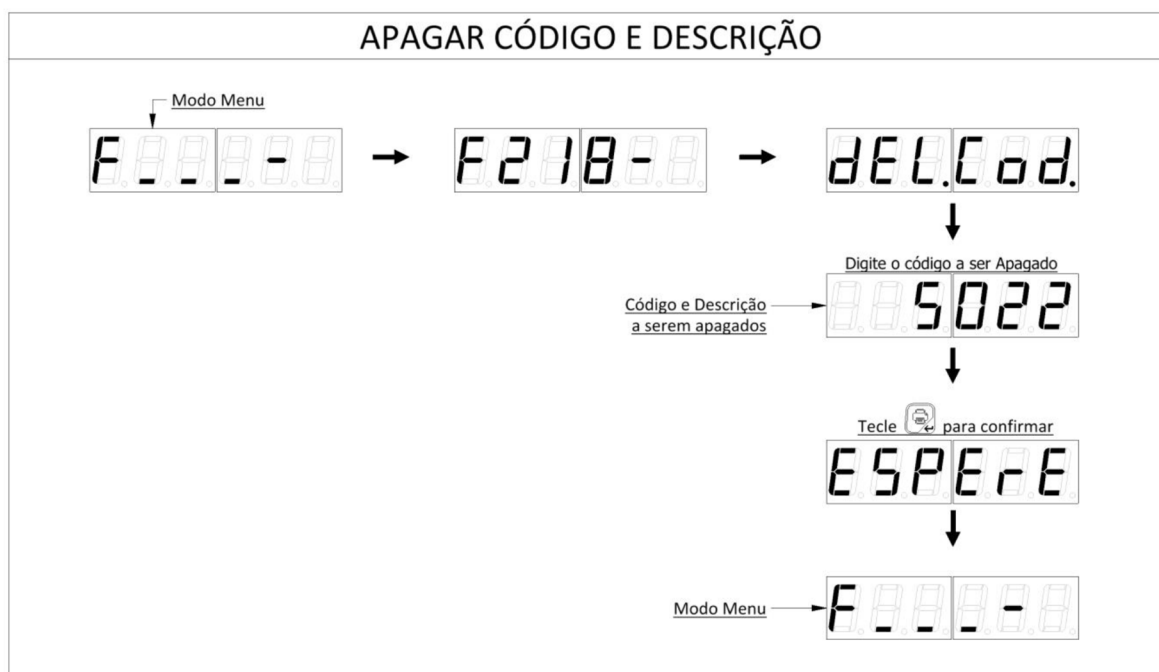 APAGAR CÓDIGO E DESCRIÇÃO
Modo Menu
F _ _ _ -
F218-
dEL.Cod.
Digite o código a ser Apagado
Código e Descrição
a serem apagados
5022
Tecle para confirmar
ESPErE
Modo Menu
F _ _ _ -